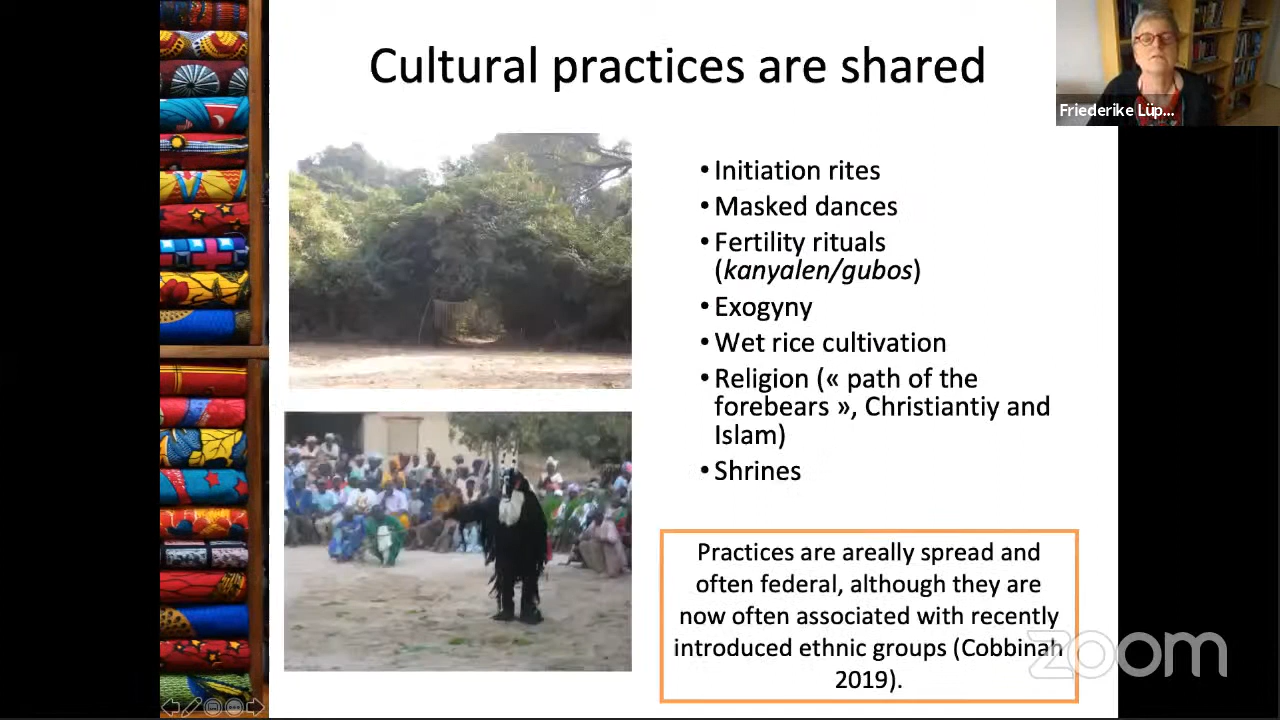 Cultural practices are shared
Friederike Lüp...
• Initiation rites
• Masked dances
• Fertility rituals
(kanyalen/gubos)
• Exogyny
• Wet rice cultivation
• Religion (« path of the
forebears », Christiantiy and
Islam)
• Shrines
Practices are areally spread and
often federal, although they are
now often associated with recently
introduced ethnic groups (Cobbinah
2019).
zoom